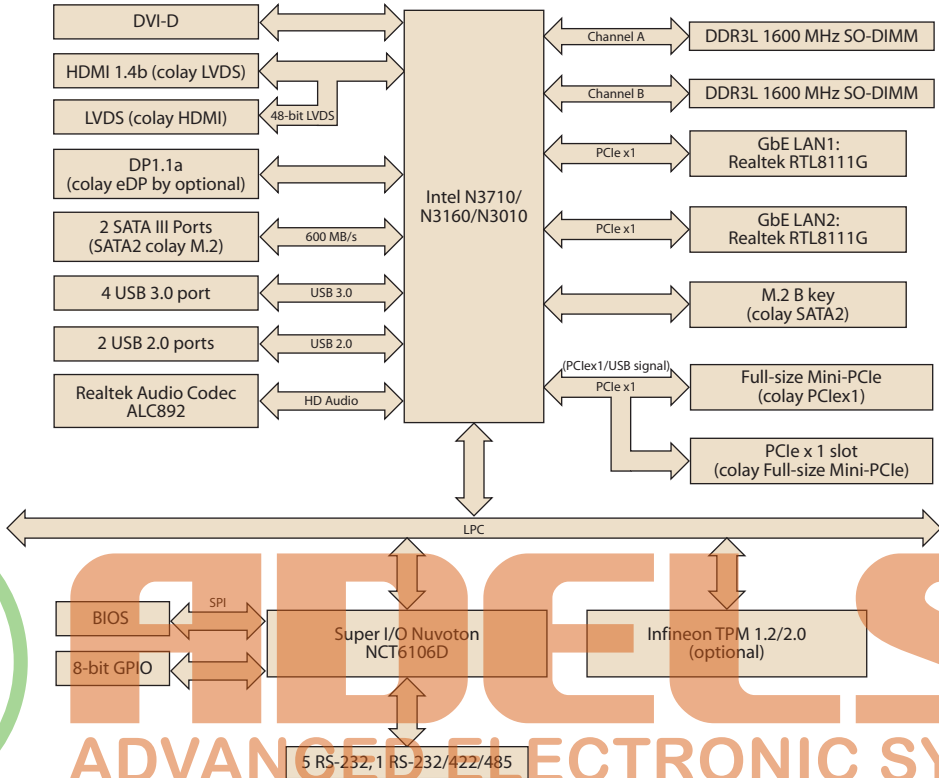 DVI-D
HDMI 1.4b (colay LVDS)
LVDS (colay HDMI)
48-bit LVDS
DP1.1a
(colay eDP by optional)
2 SATA III Ports
(SATA2 colay M.2)
600 MB/s
4 USB 3.0 port
USB 3.0
2 USB 2.0 ports
USB 2.0
Realtek Audio Codec
ALC892
HD Audio
Intel N3710/
N3160/N3010
Channel A
DDR3L 1600 MHz SO-DIMM
Channel B
DDR3L 1600 MHz SO-DIMM
PCIe x1
GbE LAN1:
Realtek RTL8111G
PCIe x1
GbE LAN2:
Realtek RTL8111G
M.2 B key
(colay SATA2)
(PCIex1/USB signal)
PCIe x1
Full-size Mini-PCIe
(colay PCIex1)
PCIe x 1 slot
(colay Full-size Mini-PCIe)
LPC
BIOS
SPI
8-bit GPIO
Super I/O Nuvoton
NCT6106D
Infineon TPM 1.2/2.0
(optional)
5 RS-232, 1 RS-232/422/485
ADELS
ADVANCED ELECTRONIC SY